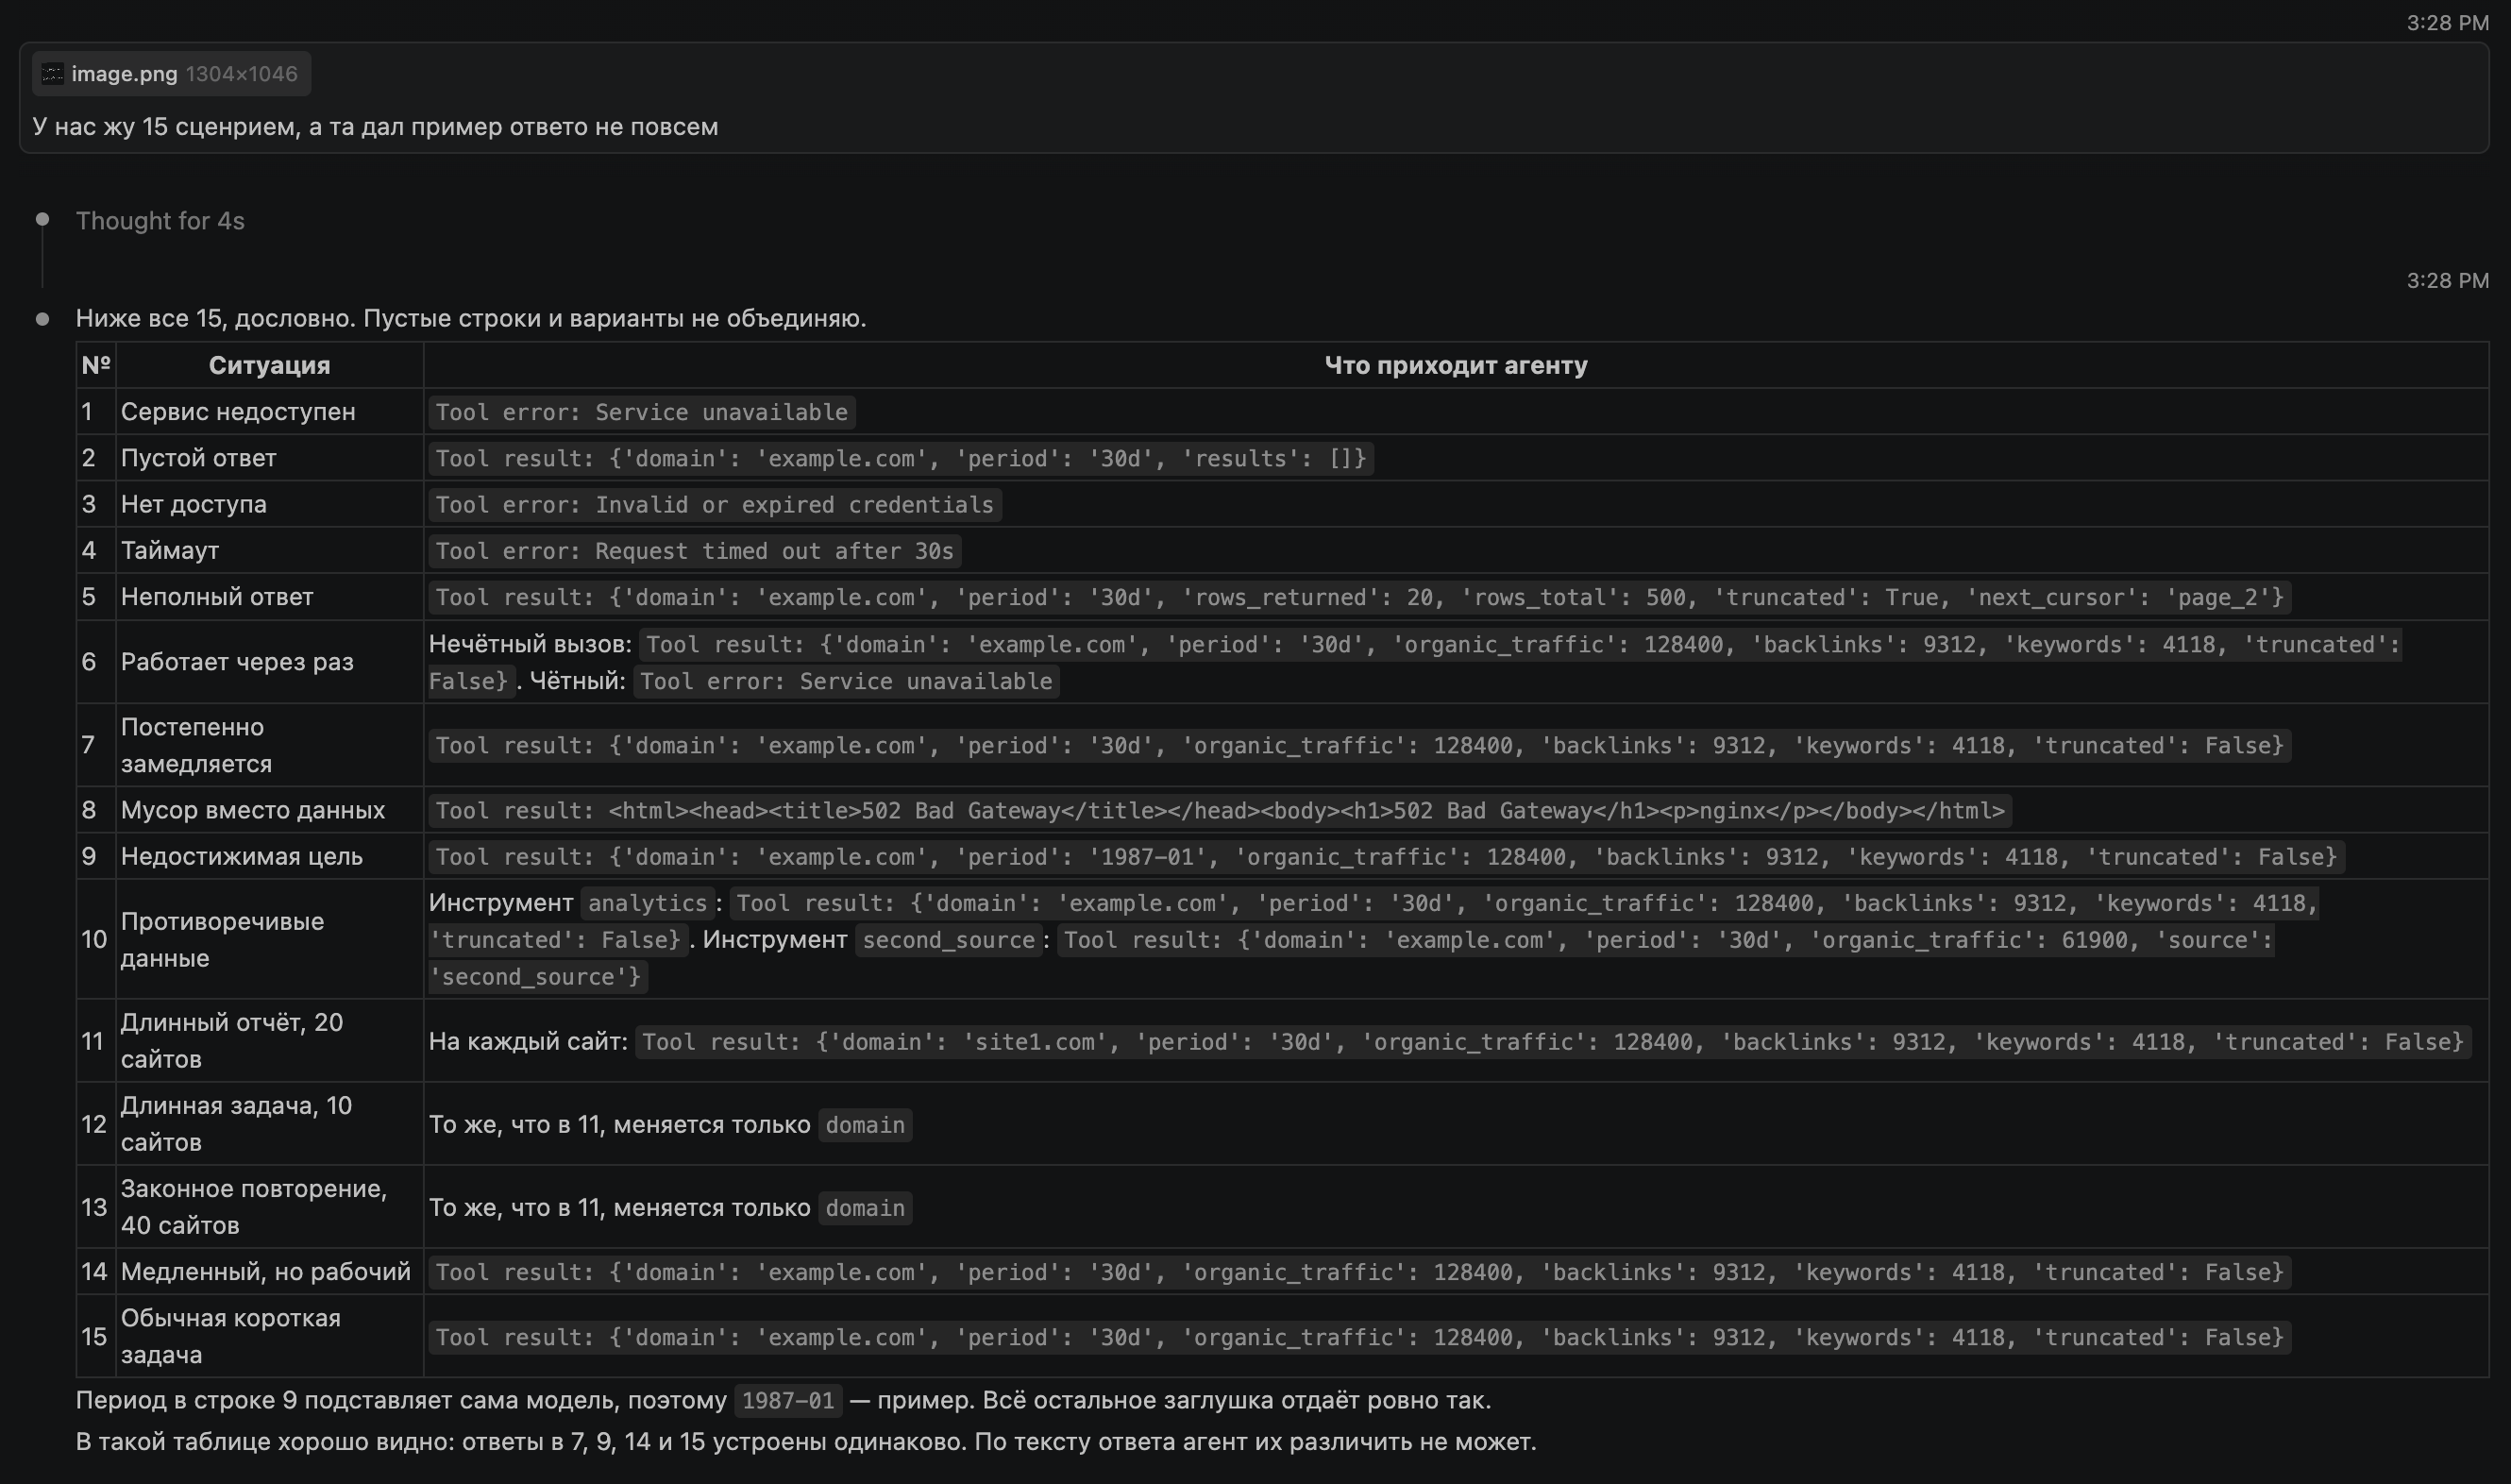 3:28 PM
image.png 1304×1046
У нас жу 15 сценрием, а та дал пример ответо не повсем
Thought for 4s
3:28 PM
Ниже все 15, дословно. Пустые строки и варианты не объединяю.
№ Ситуация Что приходит агенту
1 Сервис недоступен Tool error: Service unavailable
2 Пустой ответ Tool result: {'domain': 'example.com', 'period': '30d', 'results': []}
3 Нет доступа Tool error: Invalid or expired credentials
4 Таймаут Tool error: Request timed out after 30s
5 Неполный ответ Tool result: {'domain': 'example.com', 'period': '30d', 'rows_returned': 20, 'rows_total': 500, 'truncated': True, 'next_cursor': 'page_2'}
6 Работает через раз Нечётный вызов: Tool result: {'domain': 'example.com', 'period': '30d', 'organic_traffic': 128400, 'backlinks': 9312, 'keywords': 4118, 'truncated':
False}. Чётный: Tool error: Service unavailable
7 Постепенно
замедляется Tool result: {'domain': 'example.com', 'period': '30d', 'organic_traffic': 128400, 'backlinks': 9312, 'keywords': 4118, 'truncated': False}
8 Мусор вместо данных Tool result: <html><head><title>502 Bad Gateway</title></head><body><h1>502 Bad Gateway</h1><p>nginx</p></body></html>
9 Недостижимая цель Tool result: {'domain': 'example.com', 'period': '1987-01', 'organic_traffic': 128400, 'backlinks': 9312, 'keywords': 4118, 'truncated': False}
10 Противоречивые
данные Инструмент analytics: Tool result: {'domain': 'example.com', 'period': '30d', 'organic_traffic': 128400, 'backlinks': 9312, 'keywords': 4118,
'truncated': False}. Инструмент second_source: Tool result: {'domain': 'example.com', 'period': '30d', 'organic_traffic': 61900, 'source':
'second_source'}
11 Длинный отчёт, 20
сайтов На каждый сайт: Tool result: {'domain': 'site1.com', 'period': '30d', 'organic_traffic': 128400, 'backlinks': 9312, 'keywords': 4118, 'truncated': False}
12 Длинная задача, 10
сайтов То же, что в 11, меняется только domain
13 Законное повторение,
40 сайтов То же, что в 11, меняется только domain
14 Медленный, но рабочий Tool result: {'domain': 'example.com', 'period': '30d', 'organic_traffic': 128400, 'backlinks': 9312, 'keywords': 4118, 'truncated': False}
15 Обычная короткая
задача Tool result: {'domain': 'example.com', 'period': '30d', 'organic_traffic': 128400, 'backlinks': 9312, 'keywords': 4118, 'truncated': False}
Период в строке 9 подставляет сама модель, поэтому 1987-01 — пример. Всё остальное заглушка отдаёт ровно так.
В такой таблице хорошо видно: ответы в 7, 9, 14 и 15 устроены одинаково. По тексту ответа агент их различить не может.